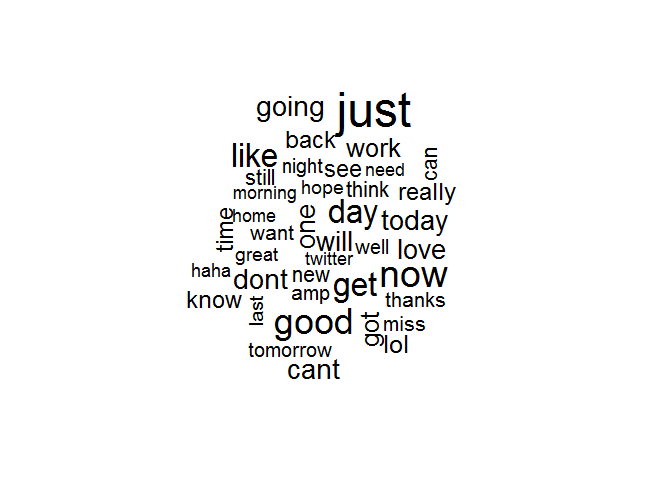 going just
back
like work
night see need can
still
morning hope think really
home one day today
time want will well love
great twitter
haha dont new get now
know last amp thanks
good got miss
tomorrow lol
cant